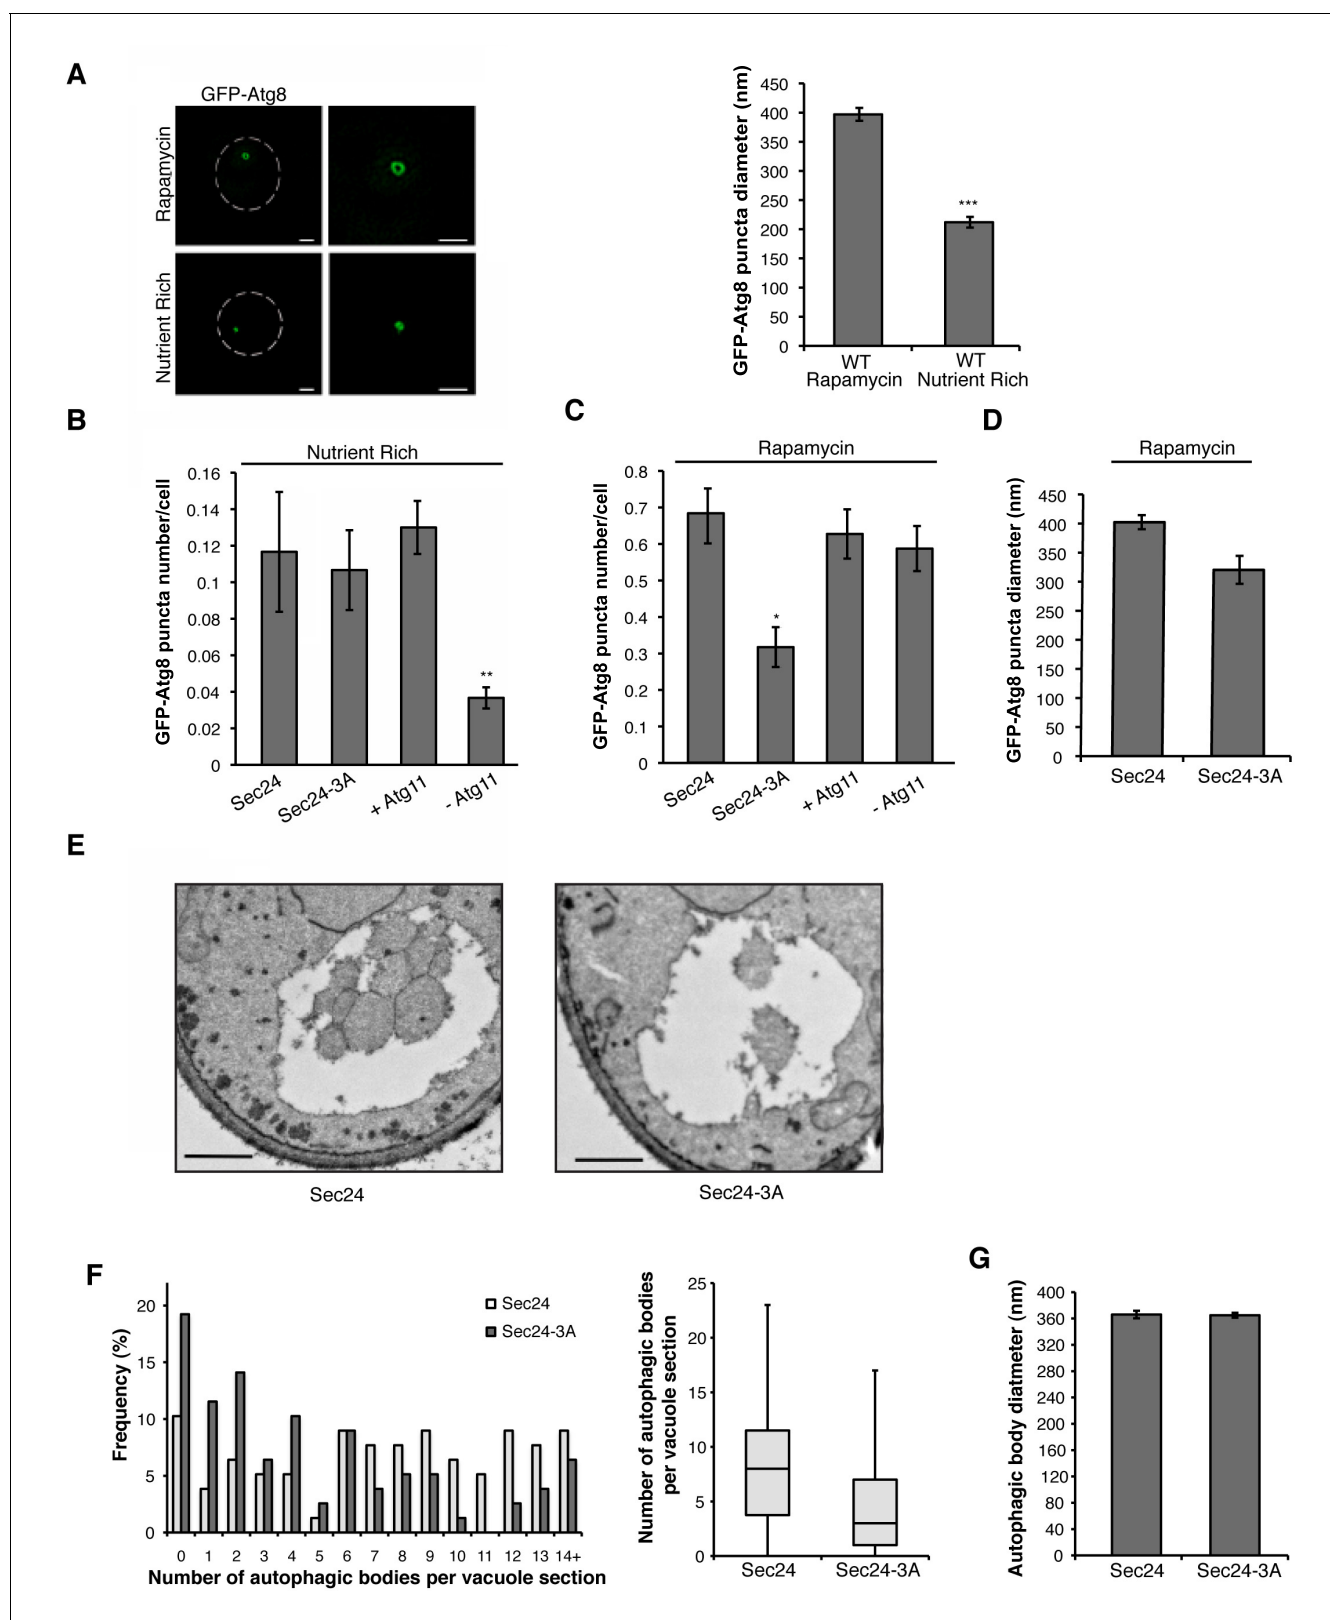 A
GFP-Atg8
Rapamycin
Nutrient Rich
GFP-Atg8 puncta diameter (nm)
450
400
350
300
250
200
150
100
50
0
***
WT
Rapamycin
WT
Nutrient Rich
B
Nutrient Rich
GFP-Atg8 puncta number/cell
0.16
0.14
0.12
0.1
0.08
0.06
0.04
0.02
0
**
Sec24
Sec24-3A
+ Atg11
- Atg11
C
Rapamycin
GFP-Atg8 puncta number/cell
0.8
0.7
0.6
0.5
0.4
0.3
0.2
0.1
0
*
Sec24
Sec24-3A
+ Atg11
- Atg11
D
Rapamycin
GFP-Atg8 puncta diameter (nm)
450
400
350
300
250
200
150
100
50
0
Sec24
Sec24-3A
E
Sec24
Sec24-3A
F
Frequency (%)
20
15
10
5
0
Sec24
Sec24-3A
0 1 2 3 4 5 6 7 8 9 10 11 12 13 14+
Number of autophagic bodies per vacuole section
Number of autophagic bodies
per vacuole section
25
20
15
10
5
0
Sec24
Sec24-3A
G
Autophagic body diatmeter (nm)
400
360
320
280
240
200
160
120
80
40
0
Sec24
Sec24-3A